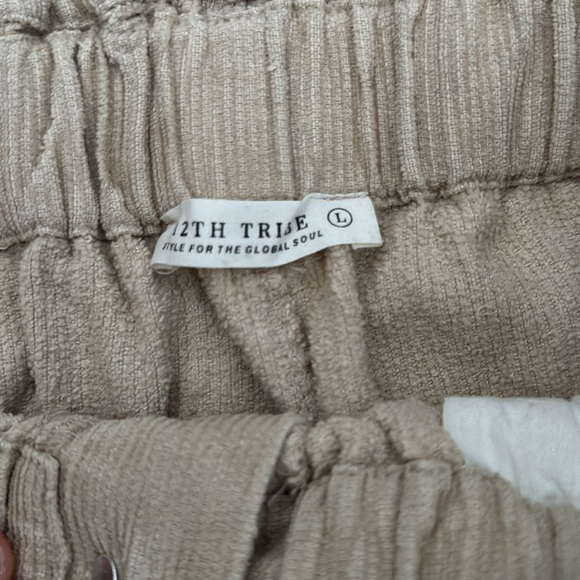 12TH TRIBE L
STYLE FOR THE GLOBAL SOUL